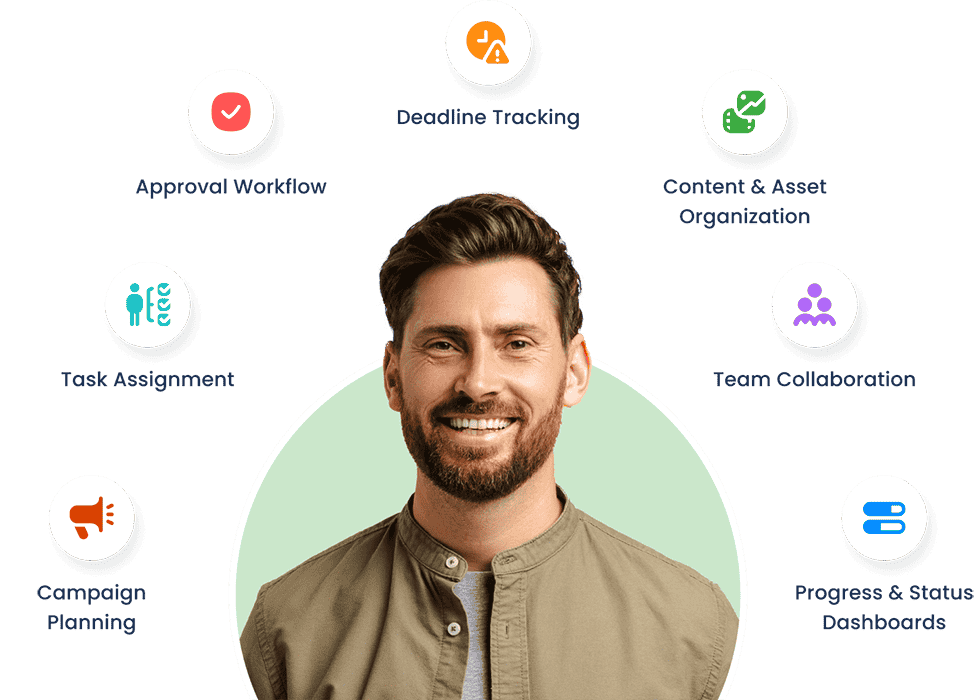 Deadline Tracking
Approval Workflow
Content & Asset
Organization
Task Assignment
Team Collaboration
Campaign
Planning
Progress & Status
Dashboards